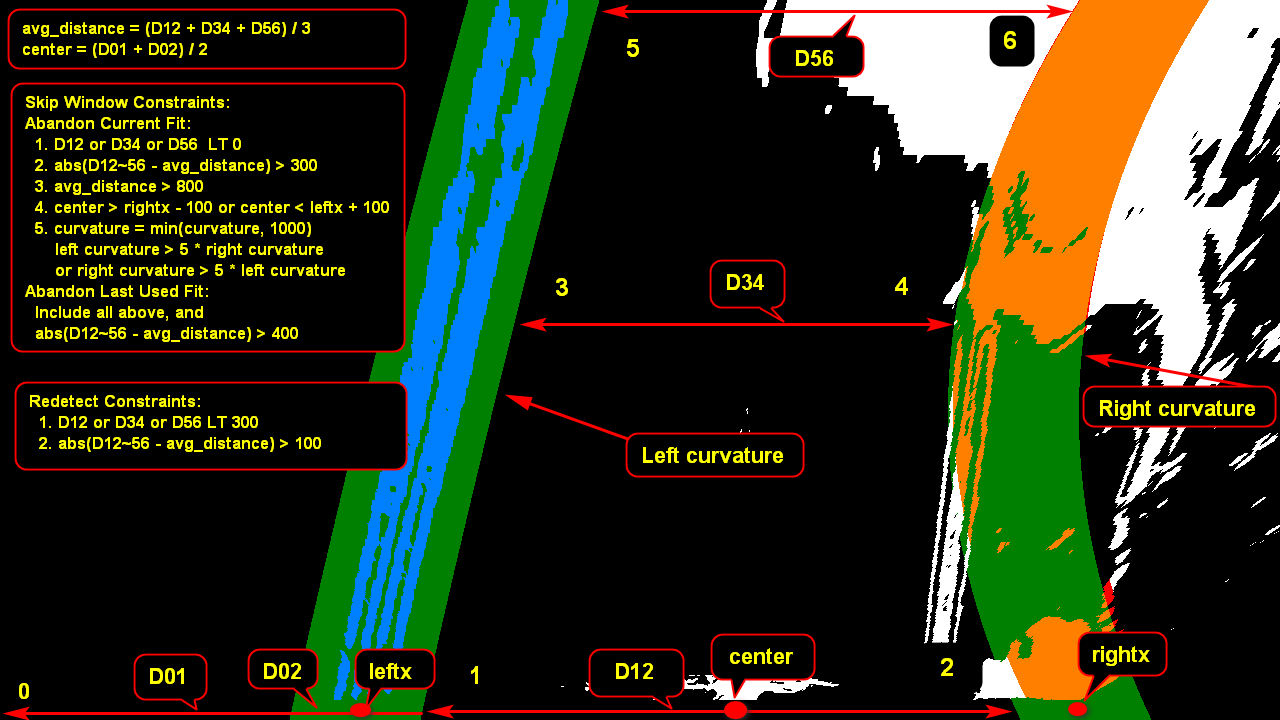 avg_distance = (D12 + D34 + D56) / 3
center = (D01 + D02) / 2
Skip Window Constraints:
Abandon Current Fit:
1. D12 or D34 or D56 LT 0
2. abs(D12~56 - avg_distance) > 300
3. avg_distance > 800
4. center > rightx - 100 or center < leftx + 100
5. curvature = min(curvature, 1000)
left curvature > 5 * right curvature
or right curvature > 5 * left curvature
Abandon Last Used Fit:
Include all above, and
abs(D12~56 - avg_distance) > 400
Redetect Constraints:
1. D12 or D34 or D56 LT 300
2. abs(D12~56 - avg_distance) > 100
5
D56
6
3
D34
4
Left curvature
Right curvature
0
D01
D02
leftx
1
D12
center
2
rightx